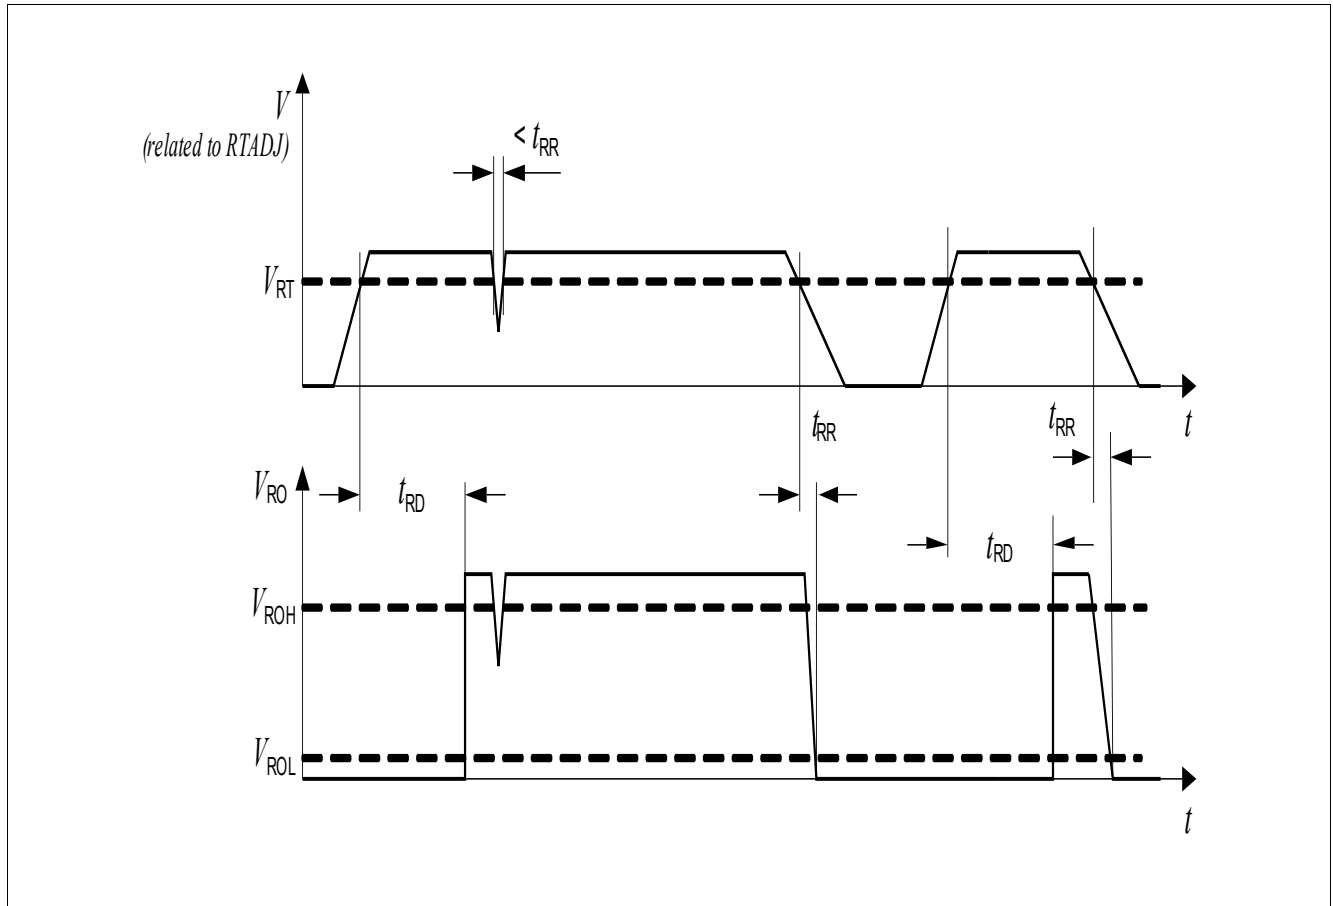 V
(related to RTADJ)
< tRR
VRT
tRR
tRR
t
VRO
tRD
tRD
VROH
VROL
t